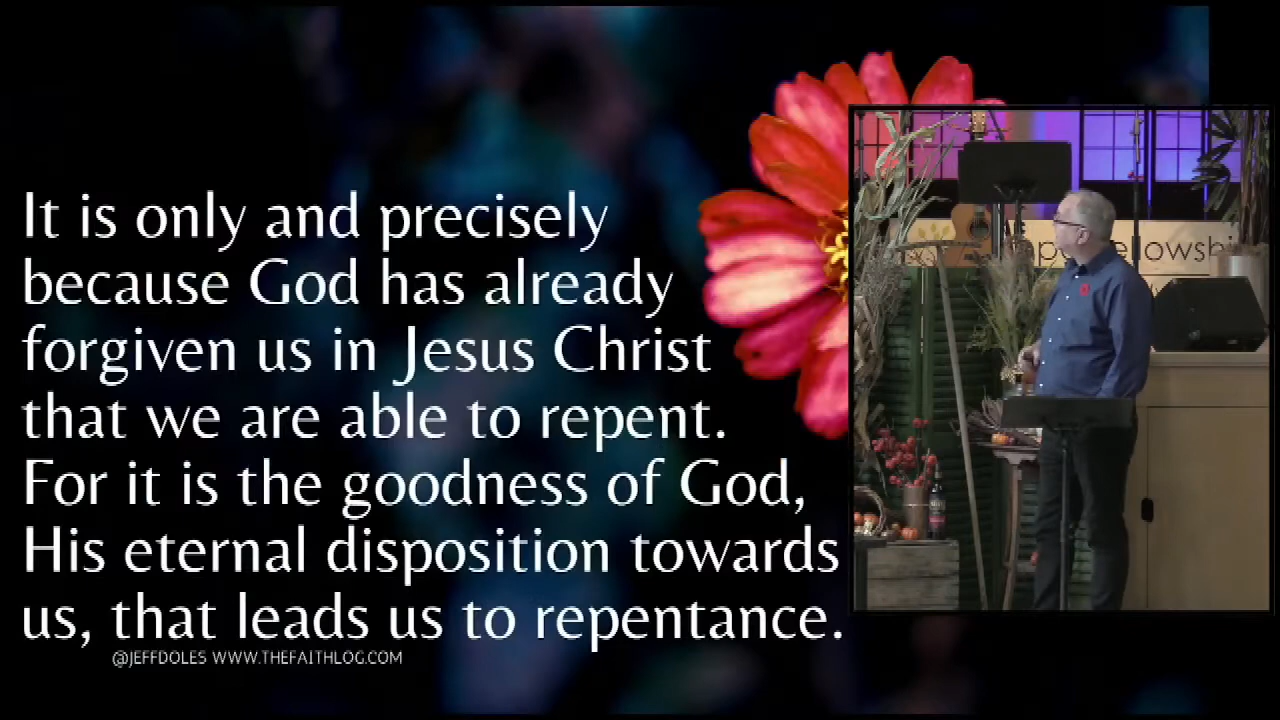 It is only and precisely
because God has already
forgiven us in Jesus Christ
that we are able to repent.
For it is the goodness of God,
His eternal disposition towards
us, that leads us to repentance.
@JEFFDOLES WWW.THEFAITHLOG.COM